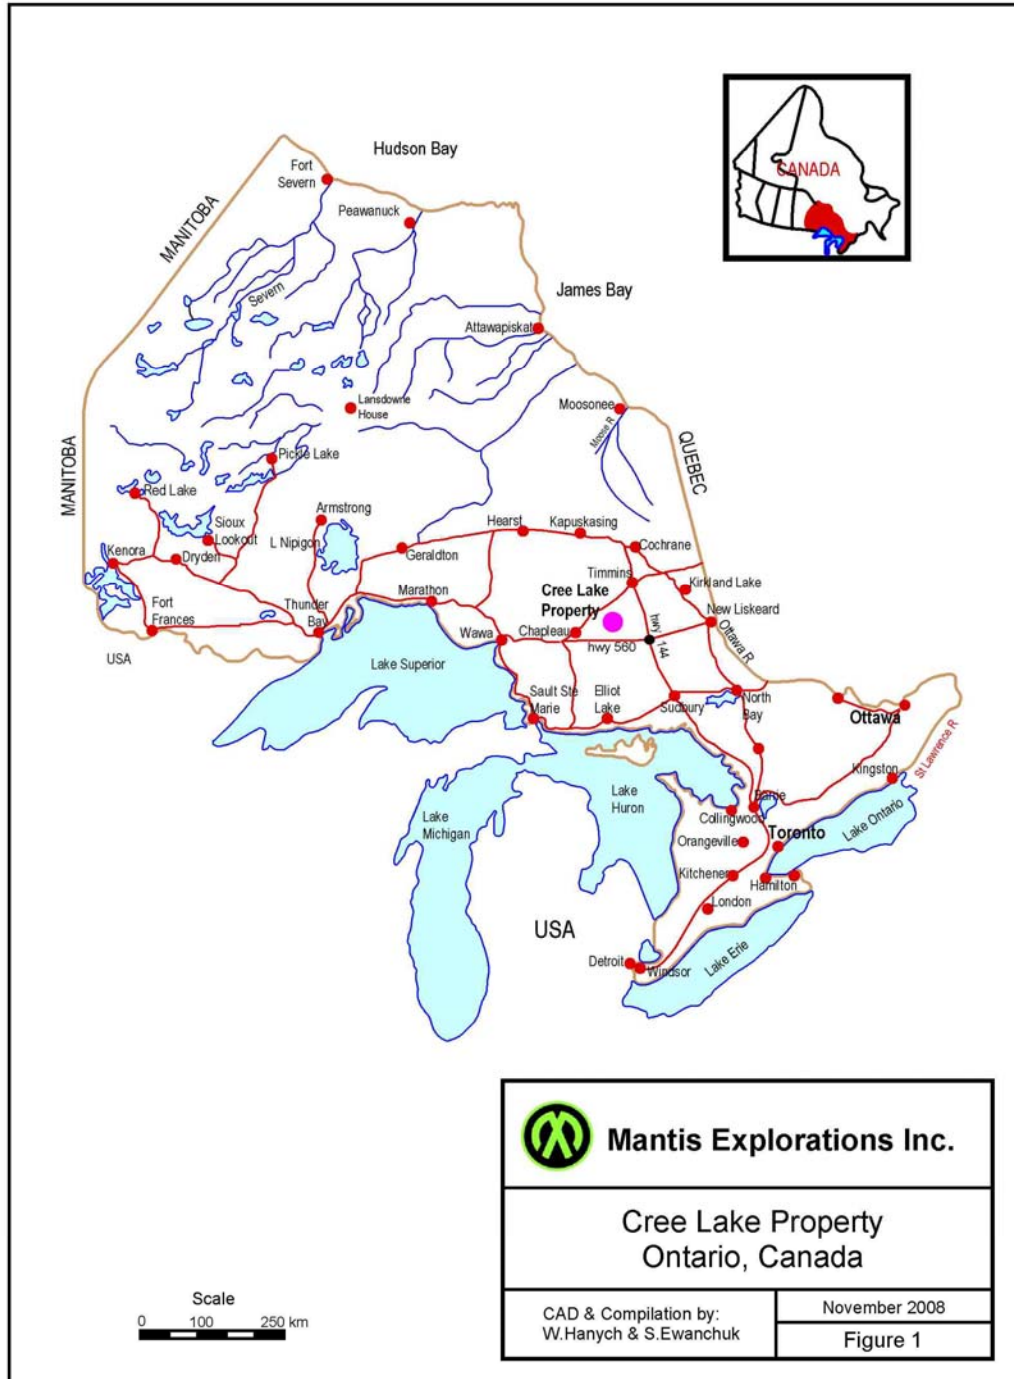 Hudson Bay
Fort
Severn
CANADA
Peawanuck
MANITOBA
Severn
James Bay
Attawapiskat
Lansdowne
House
Moosonee
Moose R
QUEBEC
MANITOBA
Pickle Lake
Red Lake
Armstrong
Sioux
Lookout
L Nipigon
Hearst
Kapuskasing
Kenora
Dryden
Geraldton
Cochrane
Timmins
Kirkland Lake
Marathon
Cree Lake
Property
Fort
Frances
Thunder
Bay
New Liskeard
Wawa
Chapleau
hwy 560
hwy 144
Ottawa R
USA
Lake Superior
Sault Ste
Marie
Elliot
Lake
Sudbury
North
Bay
Ottawa
St Lawrence R
Kingston
Lake
Huron
Barrie
Collingwood
Lake
Michigan
Orangeville
Toronto
Lake Ontario
Kitchener
Hamilton
London
USA
Detroit
Windsor
Lake Erie
Mantis Explorations Inc.
Cree Lake Property
Ontario, Canada
Scale
0 100 250 km
CAD & Compilation by:
W.Hanych & S.Ewanchuk
November 2008
Figure 1